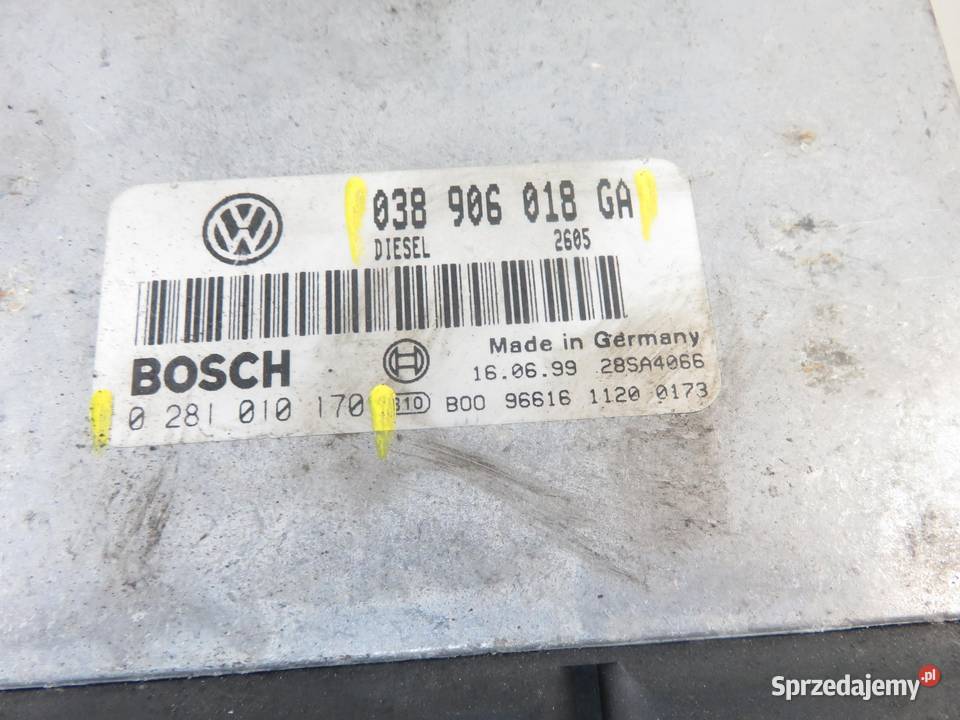 038 906 018 GA
DIESEL 2605
BOSCH
Made in Germany
16.06.99 28SA4066
0 281 010 170 B00 96616 1120 0173
Sprzedajemy.pl